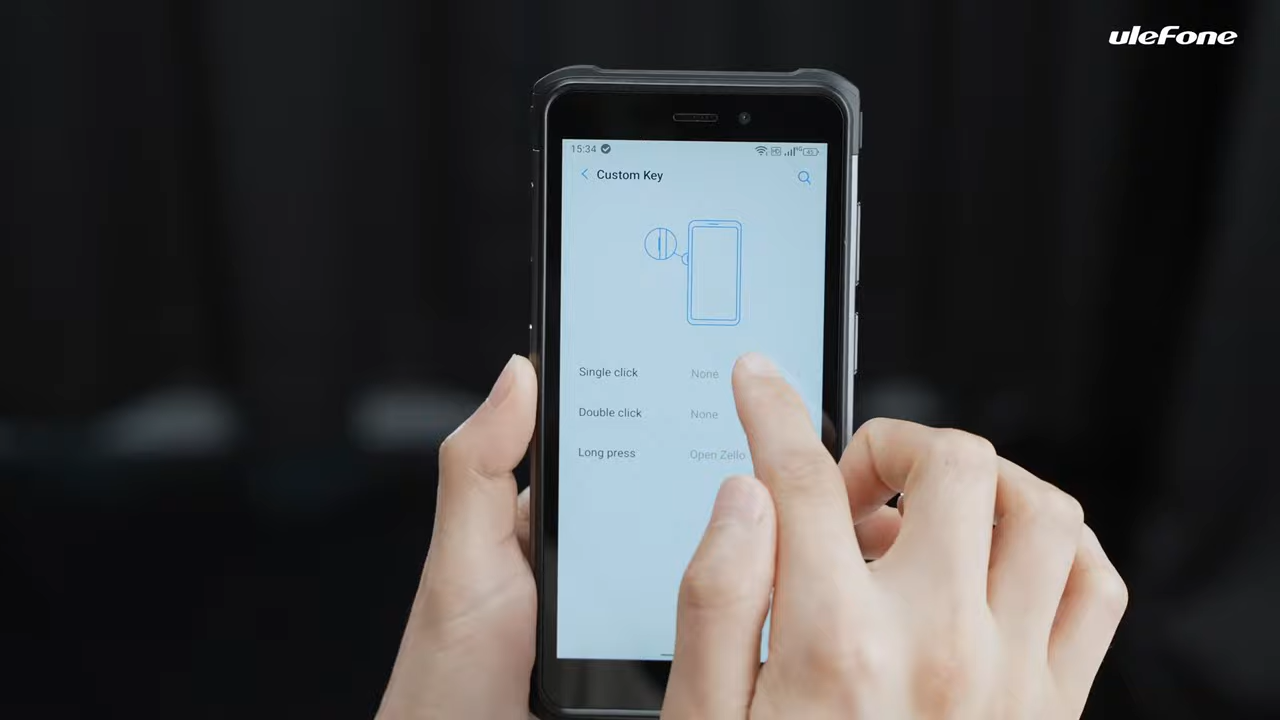 uleFone
15:34
Custom Key
Single click None
Double click None
Long press Open Zello